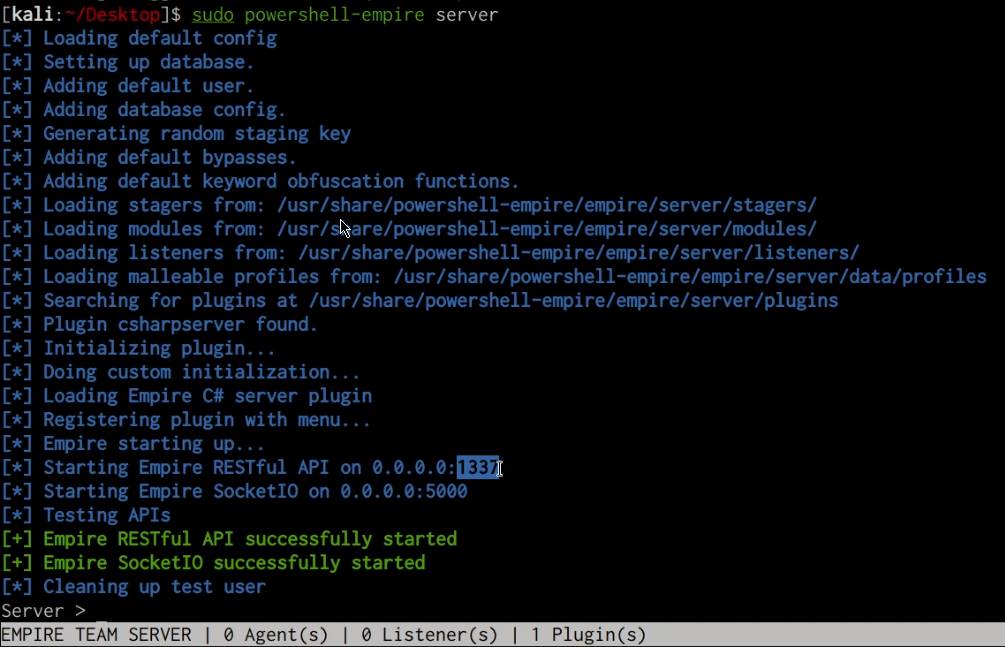 [kali:~/Desktop]$ sudo powershell-empire server
[*] Loading default config
[*] Setting up database.
[*] Adding default user.
[*] Adding database config.
[*] Generating random staging key
[*] Adding default bypasses.
[*] Adding default keyword obfuscation functions.
[*] Loading stagers from: /usr/share/powershell-empire/empire/server/stagers/
[*] Loading modules from: /usr/share/powershell-empire/empire/server/modules/
[*] Loading listeners from: /usr/share/powershell-empire/empire/server/listeners/
[*] Loading malleable profiles from: /usr/share/powershell-empire/empire/server/data/profiles
[*] Searching for plugins at /usr/share/powershell-empire/empire/server/plugins
[*] Plugin csharpserver found.
[*] Initializing plugin...
[*] Doing custom initialization...
[*] Loading Empire C# server plugin
[*] Registering plugin with menu...
[*] Empire starting up...
[*] Starting Empire RESTful API on 0.0.0.0:1337
[*] Starting Empire SocketIO on 0.0.0.0:5000
[*] Testing APIs
[+] Empire RESTful API successfully started
[+] Empire SocketIO successfully started
[*] Cleaning up test user
Server >
EMPIRE TEAM SERVER | 0 Agent(s) | 0 Listener(s) | 1 Plugin(s)